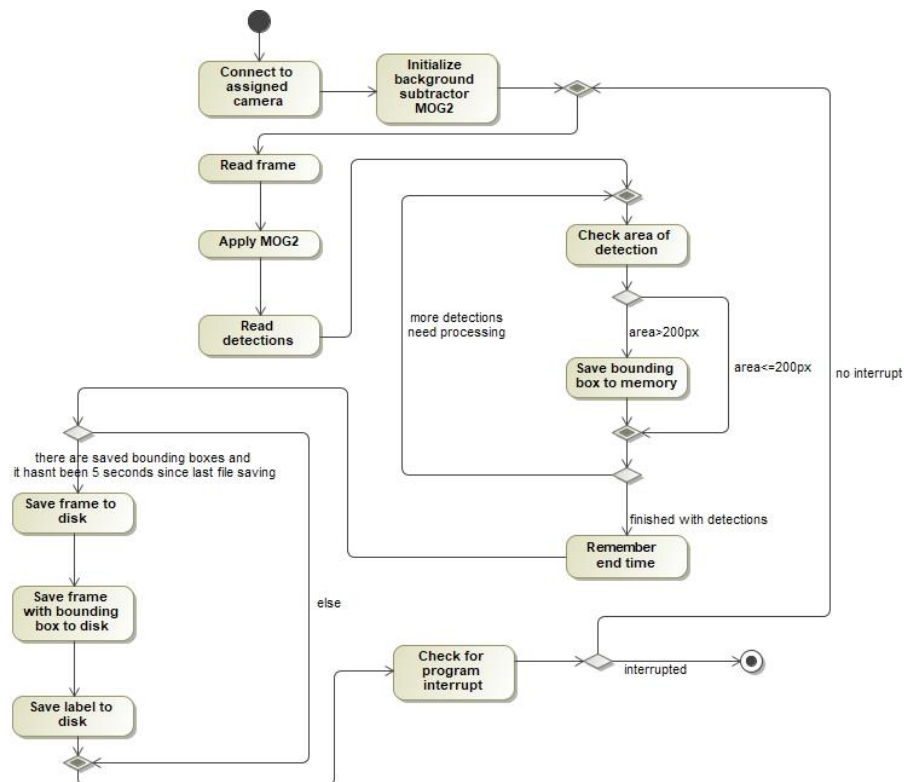 Connect to
assigned
camera
Initialize
background
subtractor
MOG2
Read frame
Apply MOG2
Read
detections
Check area of
detection
more detections
need processing
area>200px
area<=200px
no interrupt
Save bounding
box to memory
there are saved bounding boxes and
it hasnt been 5 seconds since last file saving
Save frame to
disk
finished with detections
Remember
end time
Save frame
with bounding
box to disk
else
Check for
program
interrupt
interrupted
Save label to
disk